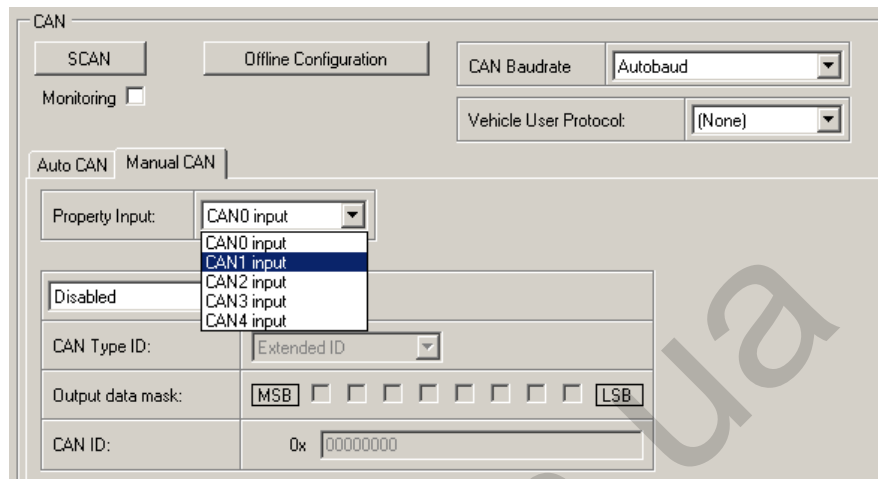 CAN
SCAN
Offline Configuration
CAN Baudrate
Autobaud
Monitoring
Vehicle User Protocol:
(None)
Auto CAN
Manual CAN
Property Input:
CAN0 input
CAN0 input
CAN1 input
CAN2 input
CAN3 input
CAN4 input
Disabled
CAN Type ID:
Extended ID
Output data mask:
MSB
LSB
CAN ID:
0x
00000000
ua